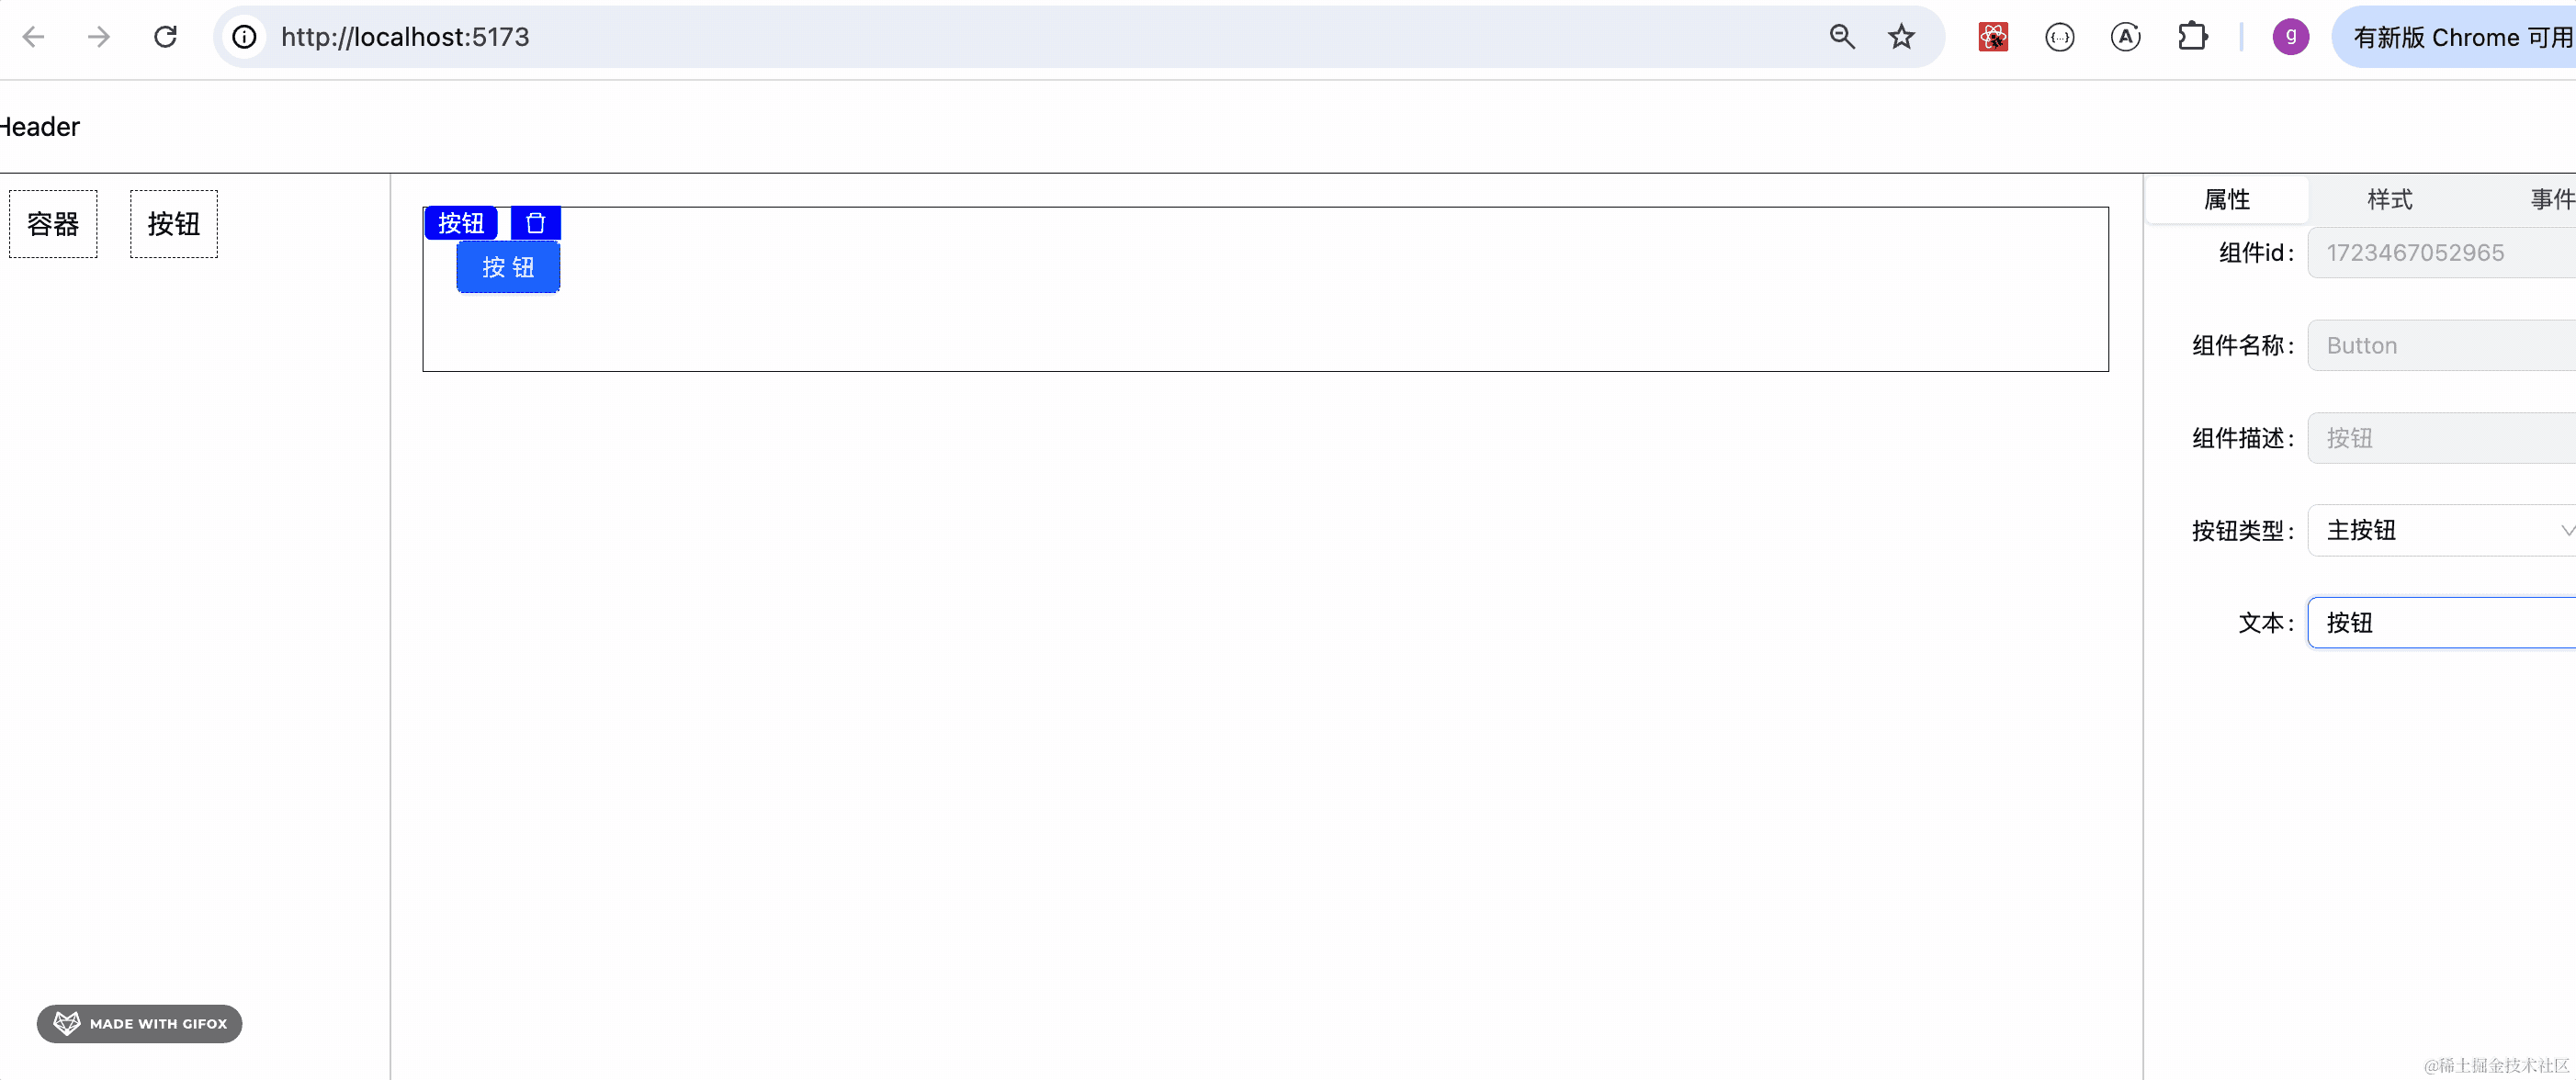 http://localhost:5173
g
有新版 Chrome 可用
Header
容器
按钮
按钮
按 钮
属性
样式
事件
组件id:
1723467052965
组件名称:
Button
组件描述:
按钮
按钮类型:
主按钮
文本:
按钮
MADE WITH GIFOX
@稀土掘金技术社区